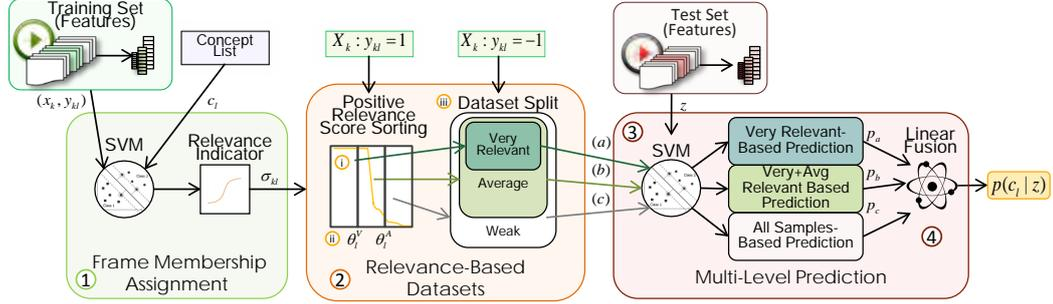 Training Set
(Features)
Concept
List
(x_k, y_kl)
c_l
SVM
Relevance
Indicator
σ_kl
1
Frame Membership
Assignment
X_k : y_kl = 1
X_k : y_kl = -1
Positive
Relevance
Score Sorting
i
ii
θ_l^V
θ_l^A
iii
Dataset Split
Very
Relevant
Average
Weak
2
Relevance-Based
Datasets
(a)
(b)
(c)
Test Set
(Features)
z
3
SVM
Very Relevant-
Based Prediction
Very+Avg
Relevant Based
Prediction
All Samples-
Based Prediction
p_a
p_b
p_c
Linear
Fusion
4
Multi-Level Prediction
p(c_l | z)